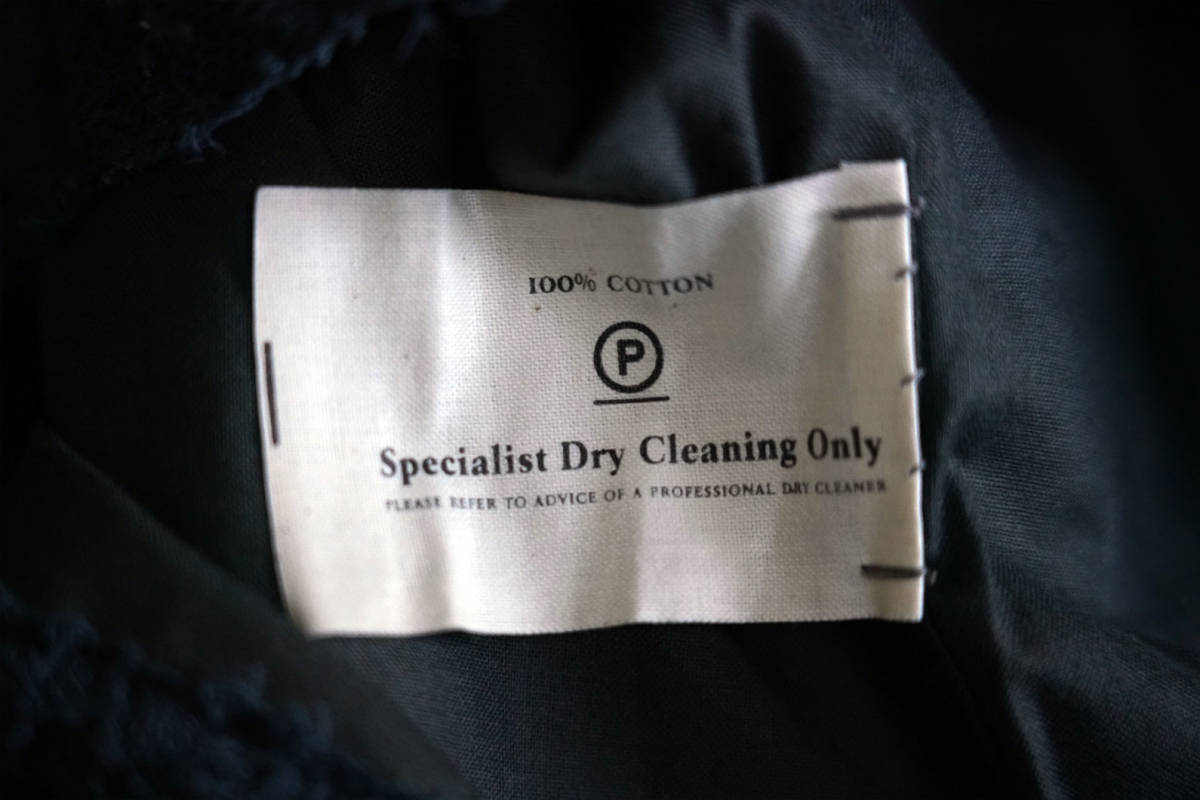 100% COTTON
P
Specialist Dry Cleaning Only
PLEASE REFER TO ADVICE OF A PROFESSIONAL DRY CLEANER